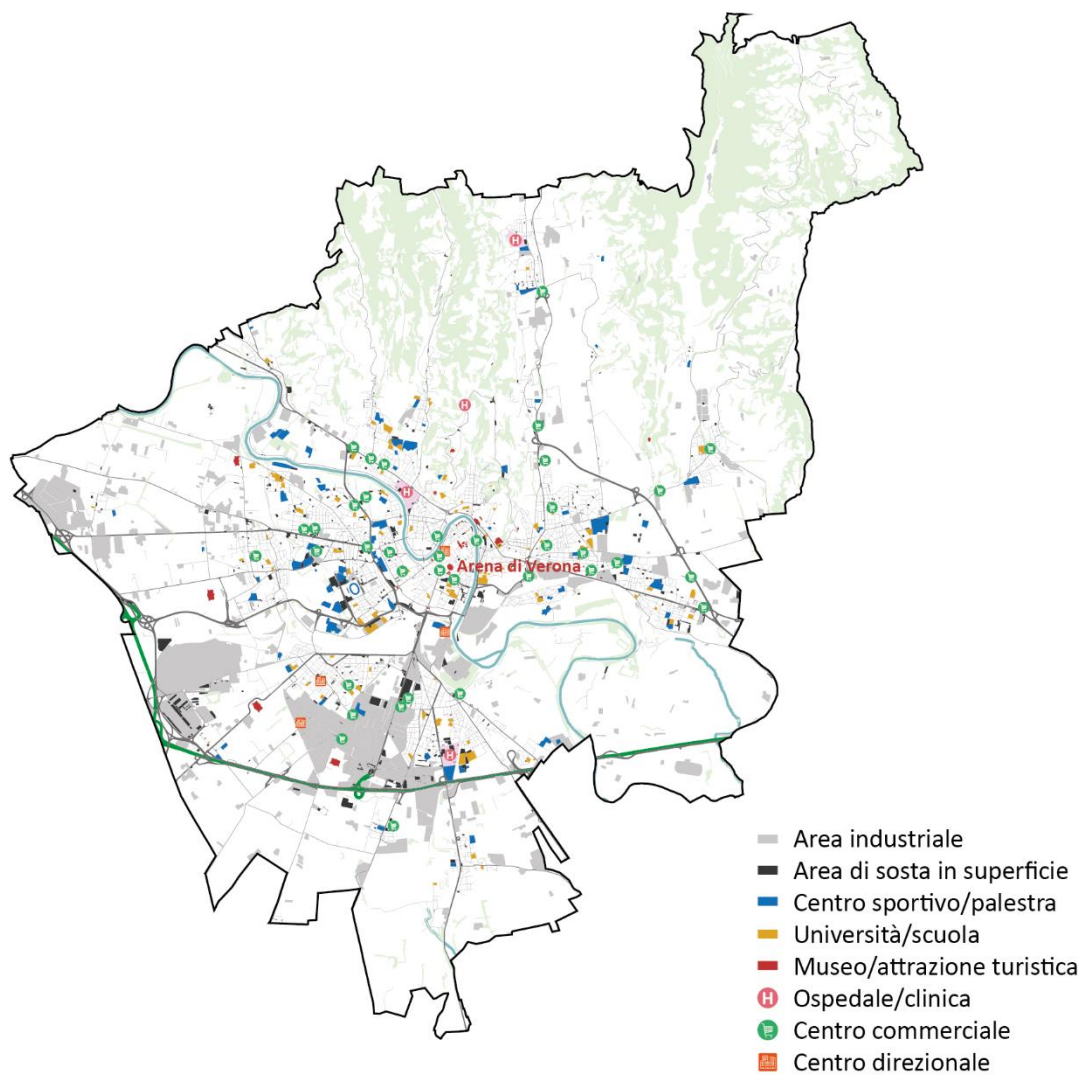 Arena di Verona
Area industriale
Area di sosta in superficie
Centro sportivo/palestra
Università/scuola
Museo/attrazione turistica
H Ospedale/clinica
Centro commerciale
Centro direzionale